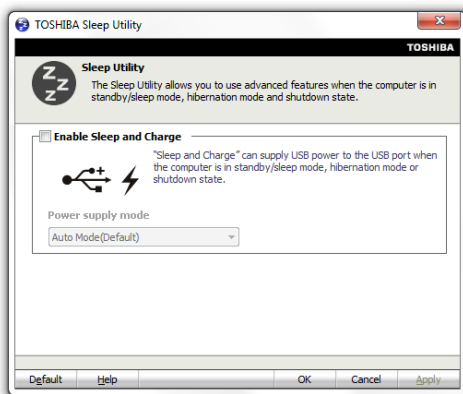 TOSHIBA Sleep Utility
TOSHIBA
Sleep Utility
The Sleep Utility allows you to use advanced features when the computer is in
standby/sleep mode, hibernation mode and shutdown state.
Enable Sleep and Charge
"Sleep and Charge" can supply USB power to the USB port when
the computer is in standby/sleep mode, hibernation mode or
shutdown state.
Power supply mode
Auto Mode(Default)
Default Help OK Cancel Apply